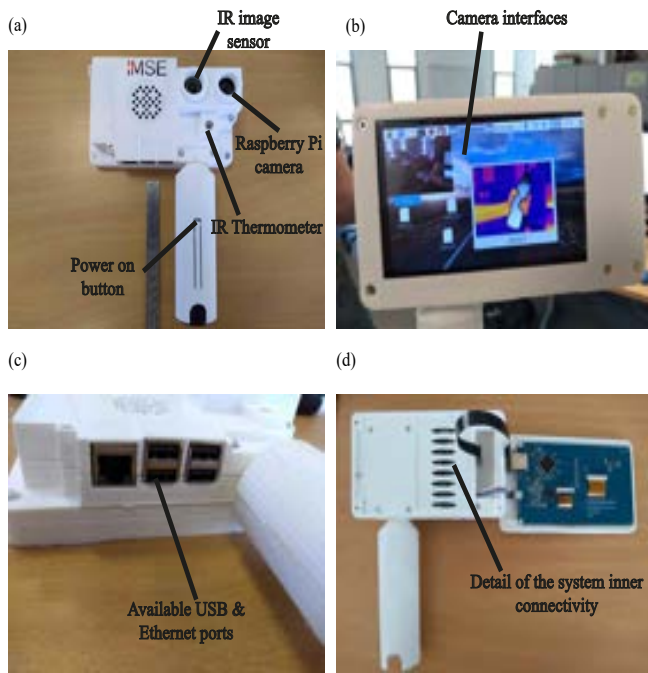 (a)
IR image
sensor
IMSE
Raspberry Pi
camera
IR Thermometer
Power on
button
(b)
Camera interfaces
(c)
Available USB &
Ethernet ports
(d)
Detail of the system inner
connectivity